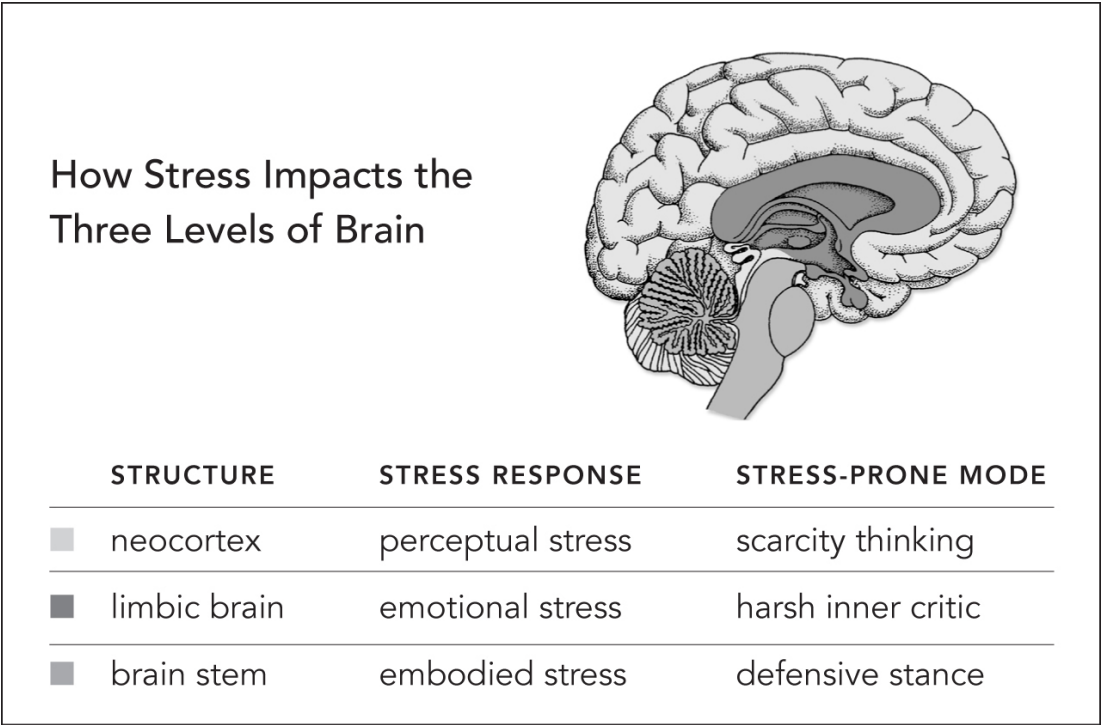 How Stress Impacts the
Three Levels of Brain
STRUCTURE STRESS RESPONSE STRESS-PRONE MODE
neocortex perceptual stress scarcity thinking
limbic brain emotional stress harsh inner critic
brain stem embodied stress defensive stance